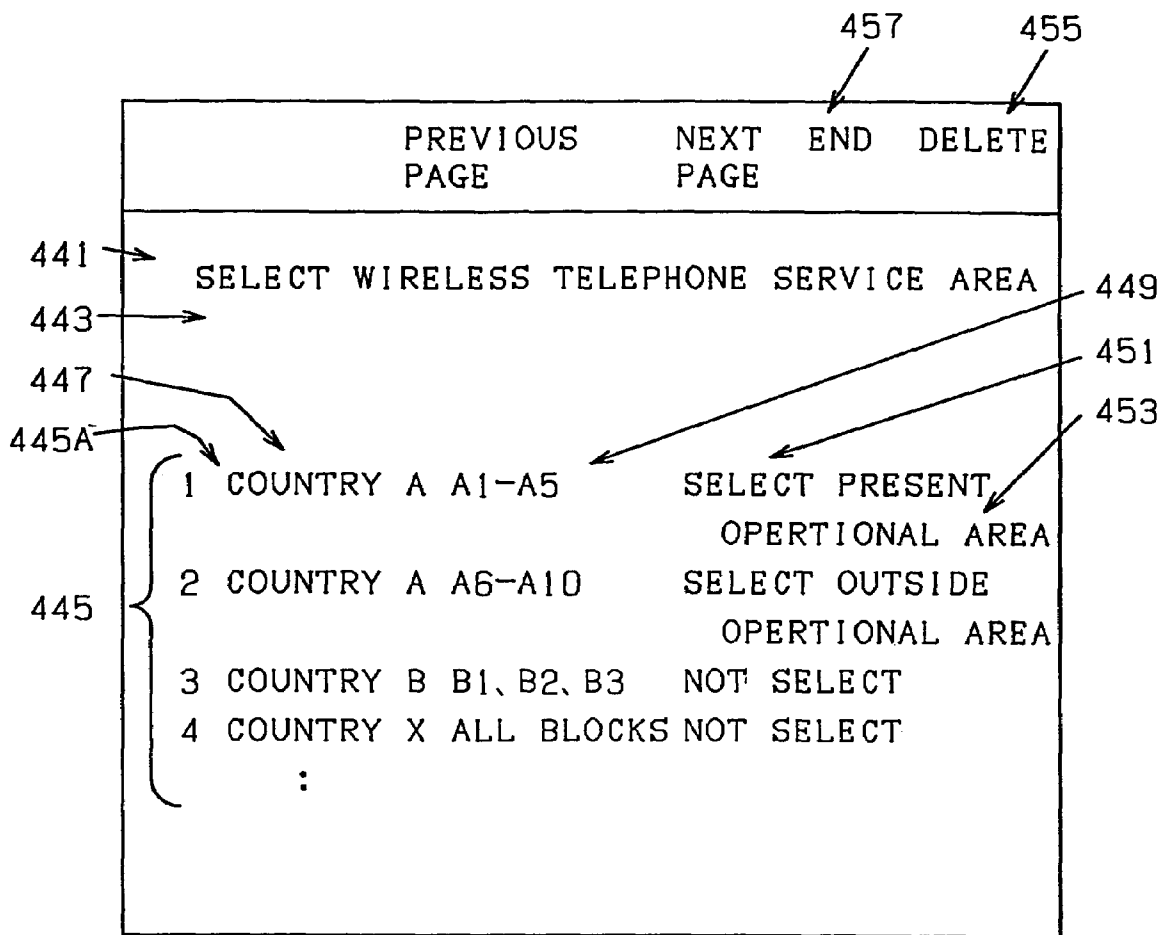 457 455
PREVIOUS NEXT END DELETE
PAGE PAGE
441
SELECT WIRELESS TELEPHONE SERVICE AREA
449
443
451
447
453
445A
1 COUNTRY A A1-A5 SELECT PRESENT
OPERTIONAL AREA
2 COUNTRY A A6-A10 SELECT OUTSIDE
445
OPERTIONAL AREA
3 COUNTRY B B1、B2、B3 NOT SELECT
4 COUNTRY X ALL BLOCKS NOT SELECT
: